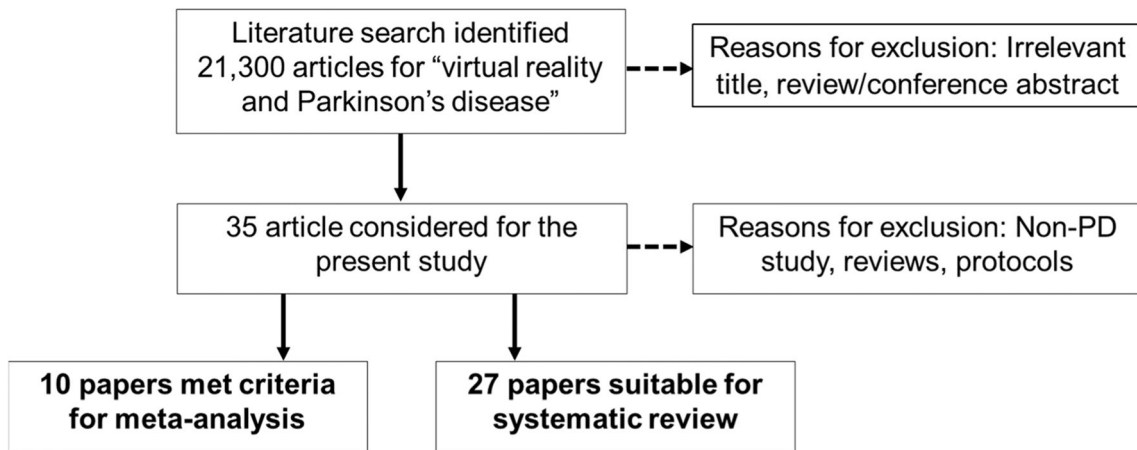 Literature search identified
21,300 articles for “virtual reality
and Parkinson’s disease”
Reasons for exclusion: Irrelevant
title, review/conference abstract
35 article considered for the
present study
Reasons for exclusion: Non-PD
study, reviews, protocols
10 papers met criteria
for meta-analysis
27 papers suitable for
systematic review